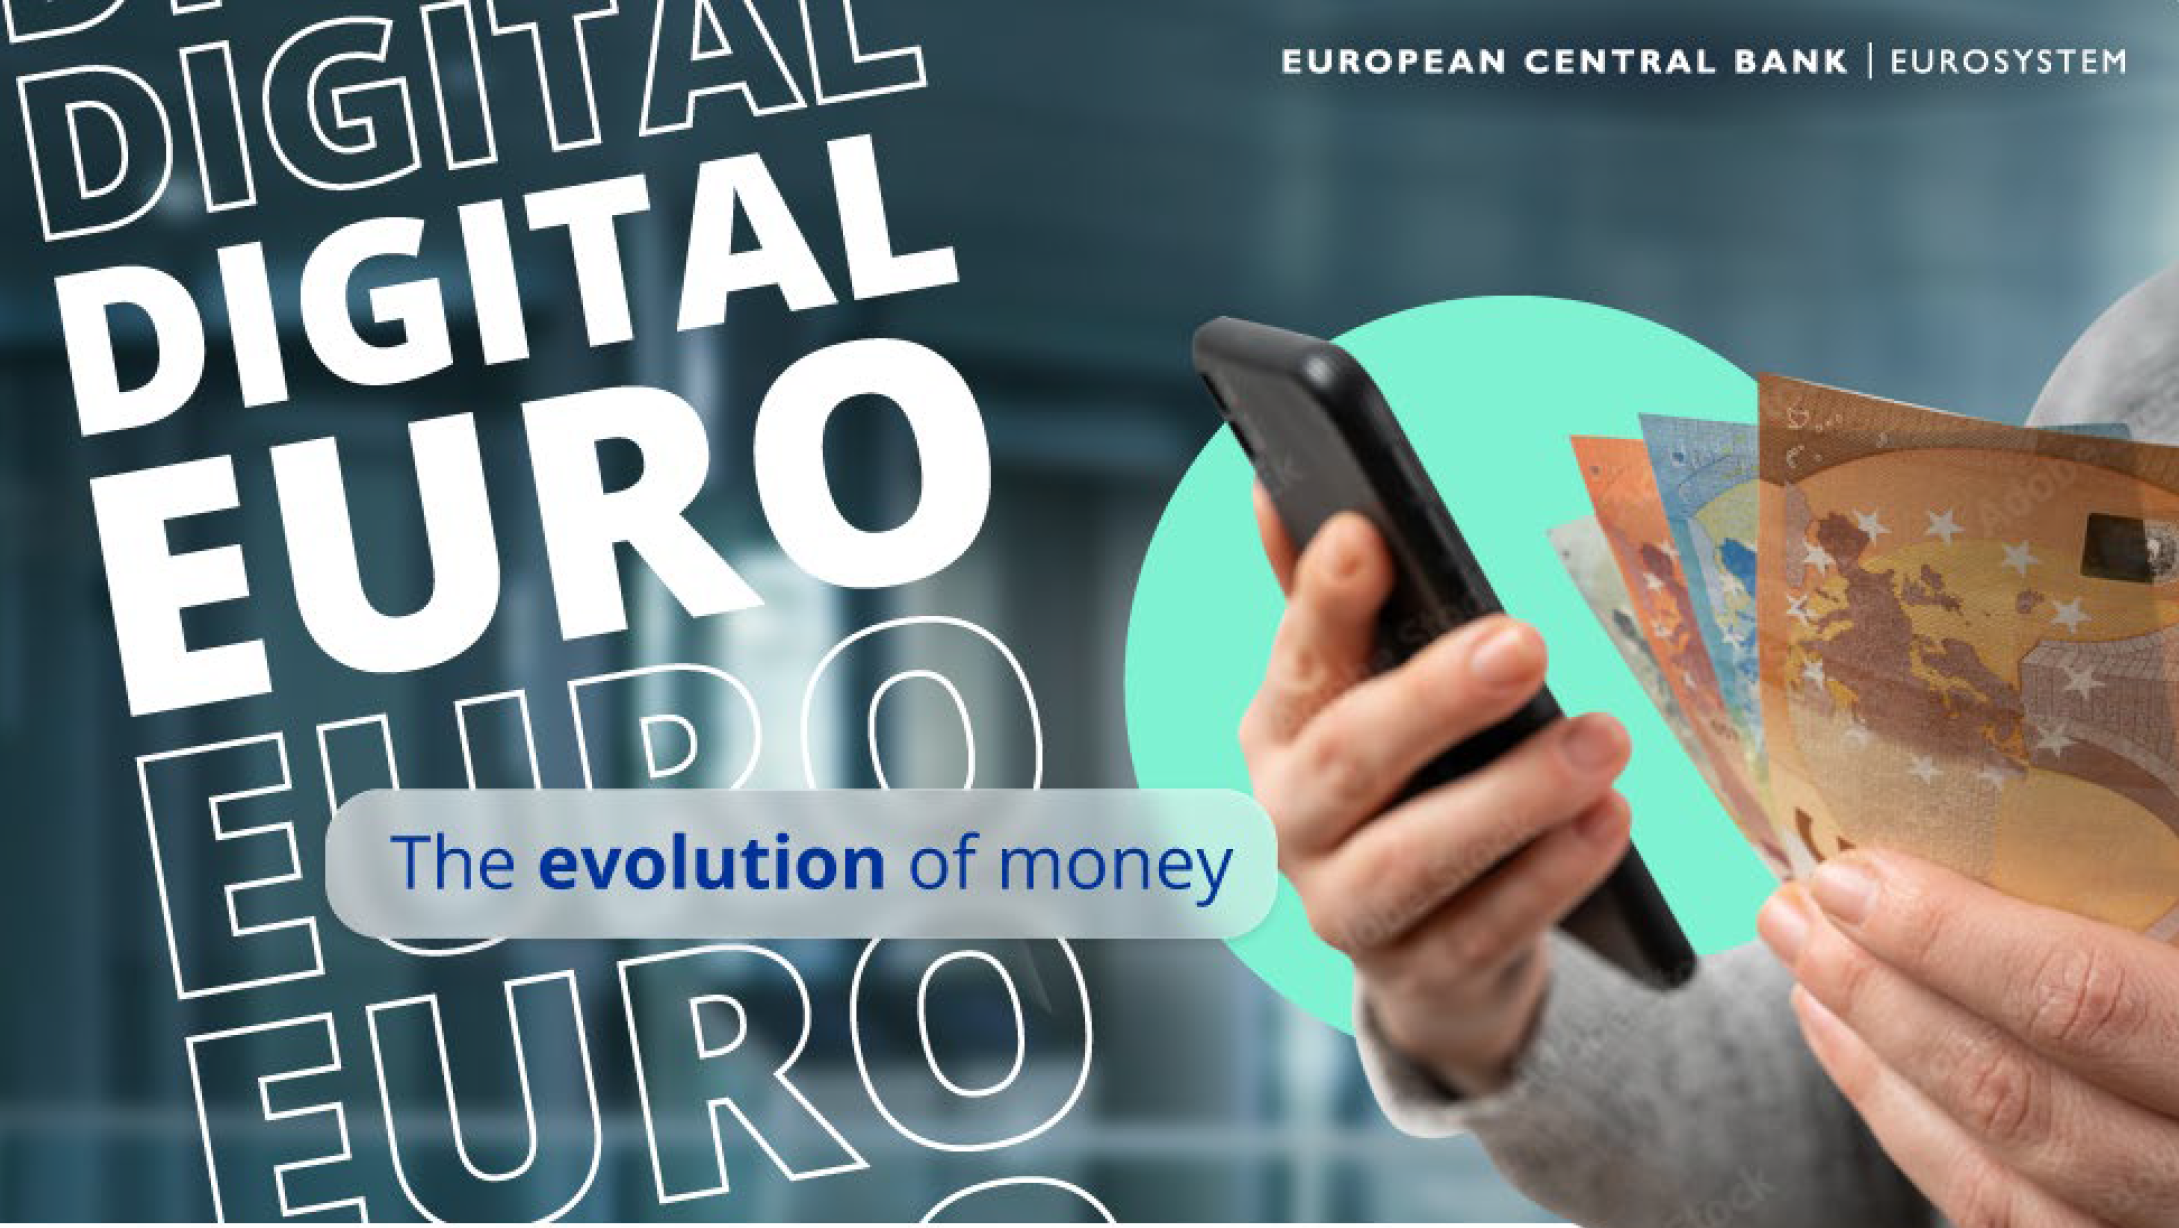 DIGITAL
DIGITAL
EURO
EURO
EURO
The evolution of money
EUROPEAN CENTRAL BANK | EUROSYSTEM